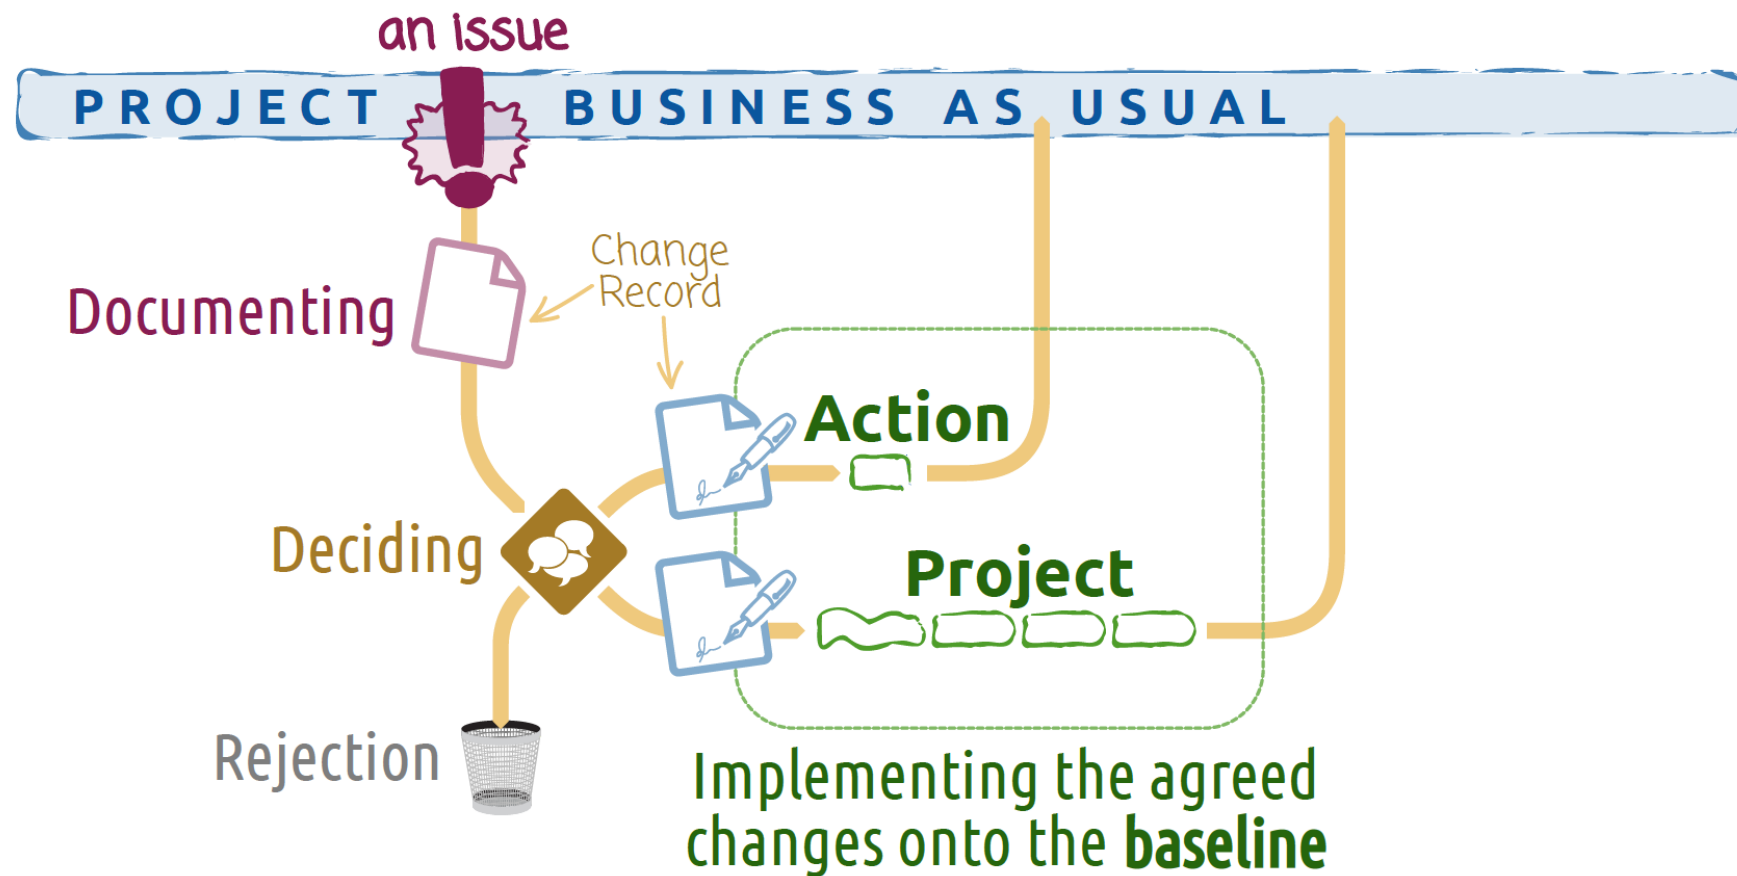 an issue
PROJECT BUSINESS AS USUAL
Change
Record
Documenting
Action
Deciding
Project
Rejection
Implementing the agreed
changes onto the baseline